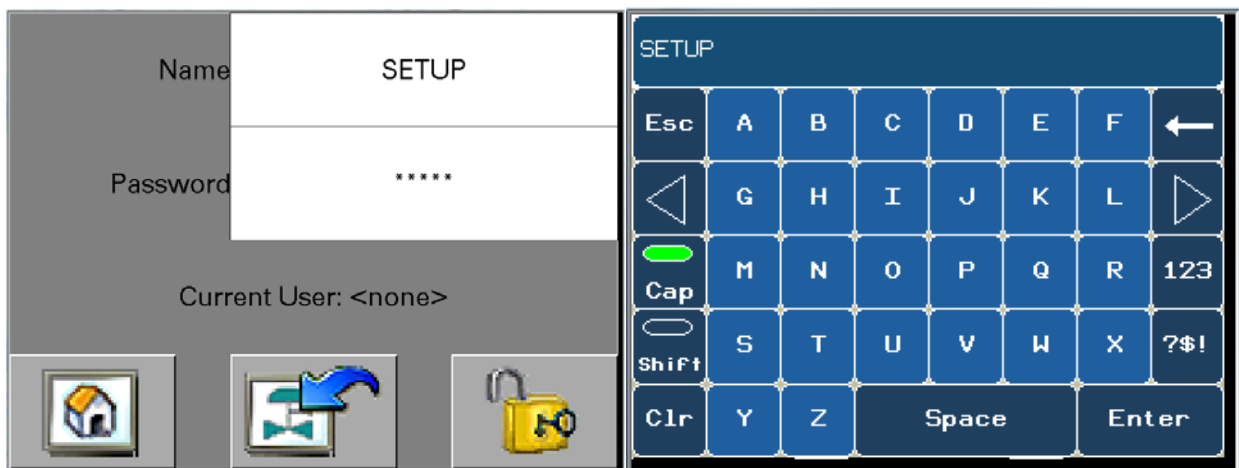 Name SETUP
Password *****
Current User: <none>
SETUP
Esc A B C D E F
G H I J K L
Cap M N O P Q R 123
Shift S T U V W X ?$!
Clr Y Z Space Enter